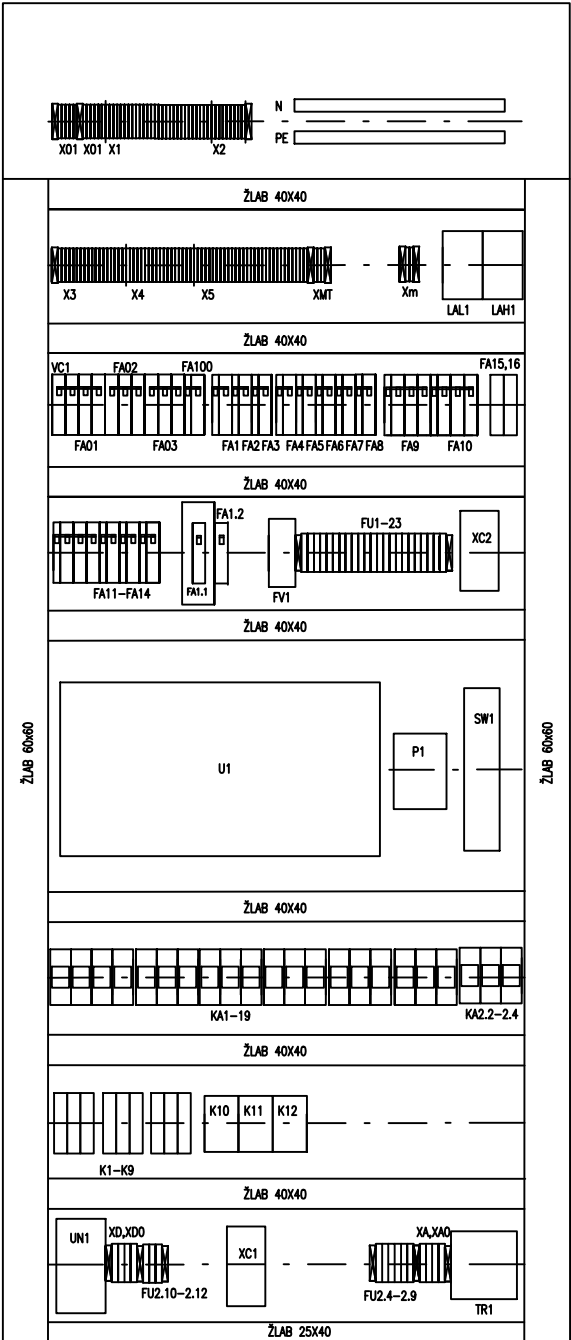 N
PE
X01 X01 X1 X2
ŽLAB 40X40
X3 X4 X5 XMT Xm LAL1 LAH1
ŽLAB 40X40
VC1 FA02 FA100 FA15,16
FA01 FA03 FA1 FA2 FA3 FA4 FA5 FA6 FA7 FA8 FA9 FA10
ŽLAB 40X40
FA1.2 FU1-23 XC2
FA11-FA14 FA1.1 FV1
ŽLAB 40X40
ŽLAB 60x60
U1 P1 SW1
ŽLAB 60x60
ŽLAB 40X40
KA1-19 KA2.2-2.4
ŽLAB 40X40
K10 K11 K12
K1-K9
ŽLAB 40X40
UN1 XD,XD0 XC1 XA,XA0
FU2.10-2.12 FU2.4-2.9 TR1
ŽLAB 25X40